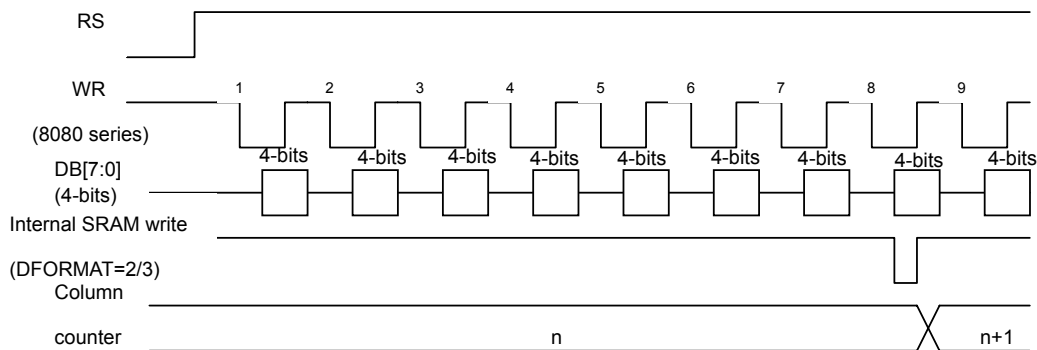 RS
WR
1 2 3 4 5 6 7 8 9
(8080 series)
4-bits 4-bits 4-bits 4-bits 4-bits 4-bits 4-bits 4-bits 4-bits
DB[7:0]
(4-bits)
Internal SRAM write
(DFORMAT=2/3)
Column
counter n n+1